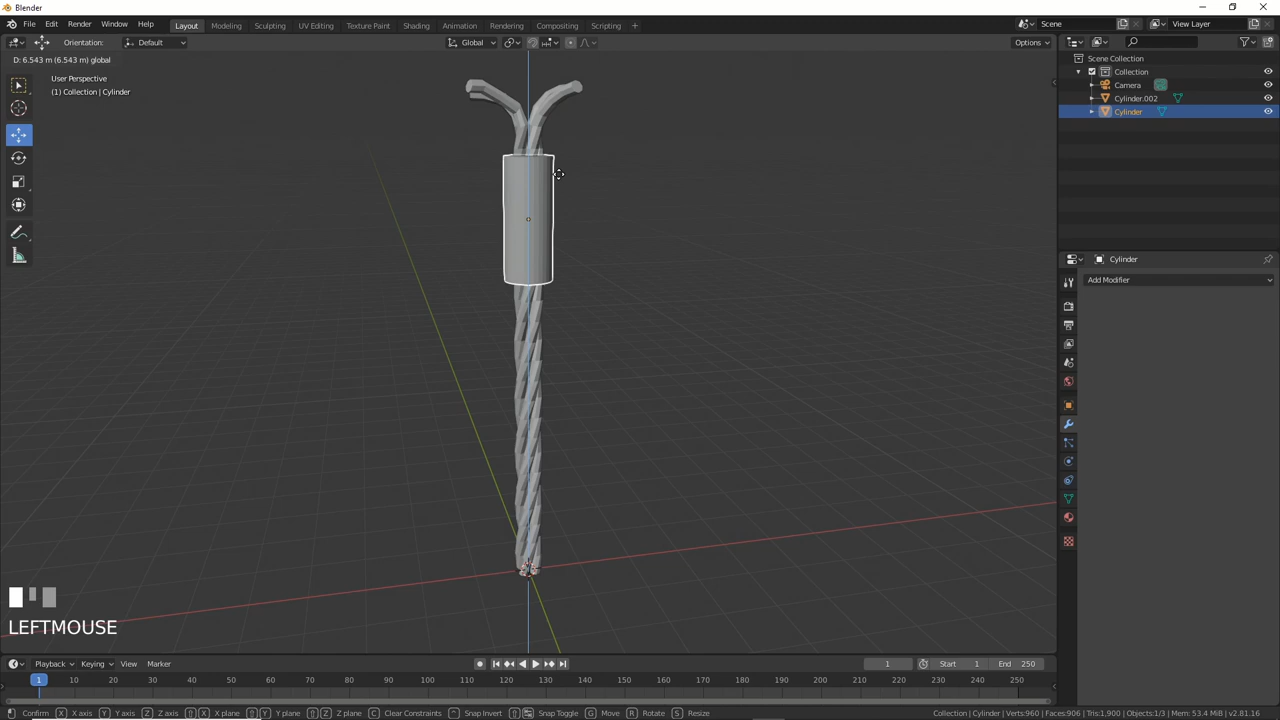 Blender
File Edit Render Window Help Layout Modeling Sculpting UV Editing Texture Paint Shading Animation Rendering Compositing Scripting + Scene View Layer
Orientation: Default Global Options
D: 6.543 m (6.543 m) global
User Perspective
(1) Collection | Cylinder
Scene Collection
Collection
Camera
Cylinder.002
Cylinder
Cylinder
Add Modifier
LEFTMOUSE
Playback Keying View Marker 1 Start 1 End 250
1 10 20 30 40 50 60 70 80 90 100 110 120 130 140 150 160 170 180 190 200 210 220 230 240 250
Confirm X X axis Y Y axis Z Z axis X X plane Y Y plane Z Z plane C Clear Constraints Snap Invert Snap Toggle G Move R Rotate S Resize Collection | Cylinder | Verts:960 | Faces:906 | Tris:1,900 | Objects:1/3 | Mem: 53.4 MiB | v2.81.16